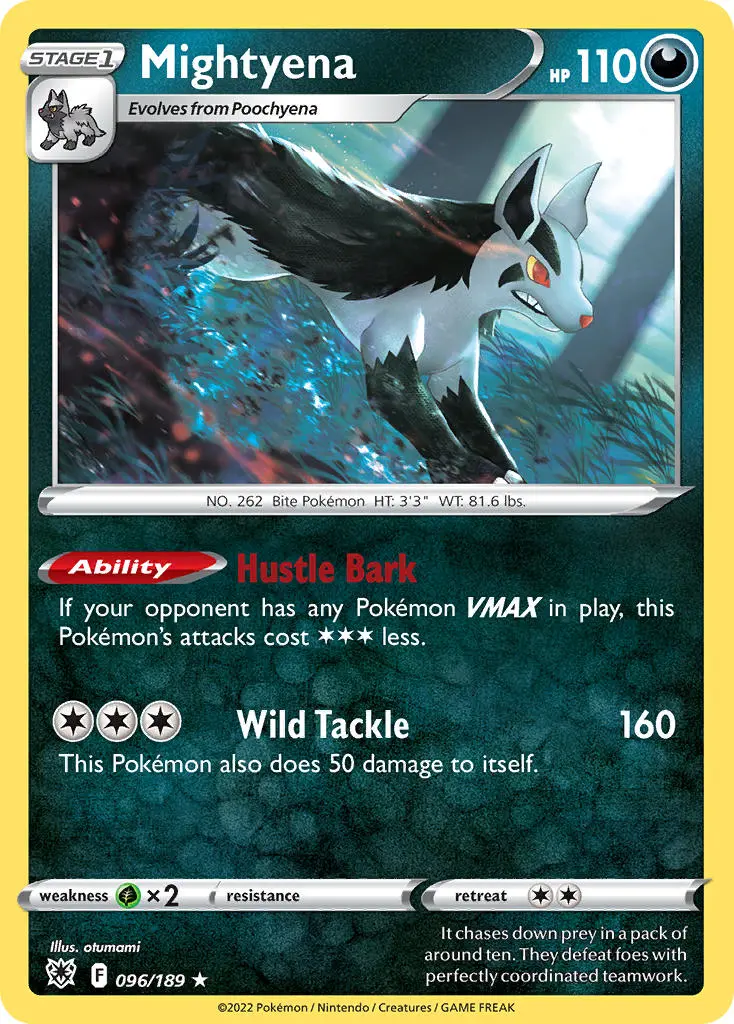 STAGE 1
Mightyena
HP 110
Evolves from Poochyena
NO. 262 Bite Pokémon HT: 3'3" WT: 81.6 lbs.
Ability Hustle Bark
If your opponent has any Pokémon VMAX in play, this
Pokémon's attacks cost ✶✶✶ less.
Wild Tackle 160
This Pokémon also does 50 damage to itself.
weakness ×2 resistance retreat
Illus. otumami
F 096/189 ★
It chases down prey in a pack of
around ten. They defeat foes with
perfectly coordinated teamwork.
©2022 Pokémon / Nintendo / Creatures / GAME FREAK